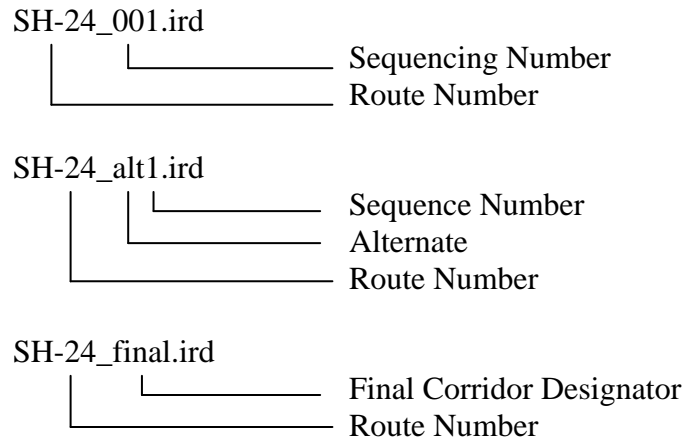 SH-24_001.ird
Sequencing Number
Route Number
SH-24_alt1.ird
Sequence Number
Alternate
Route Number
SH-24_final.ird
Final Corridor Designator
Route Number